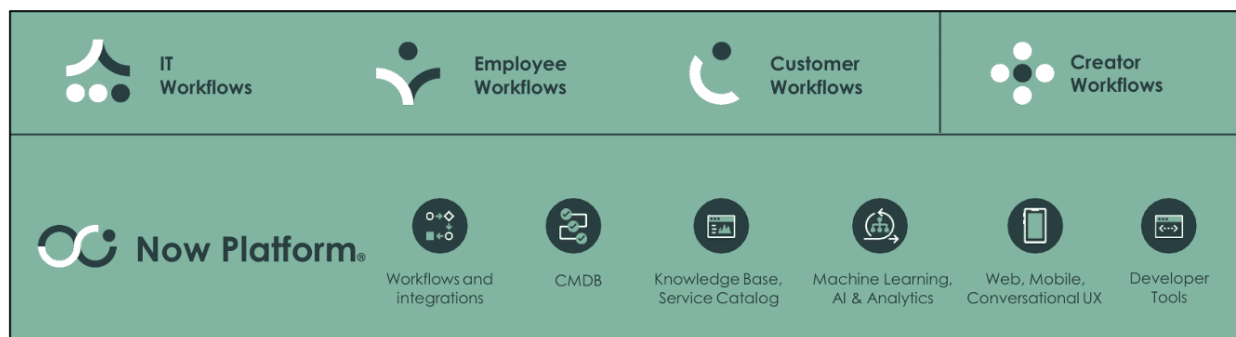 IT
Workflows
Employee
Workflows
Customer
Workflows
Creator
Workflows
Now Platform®
Workflows and
integrations
CMDB
Knowledge Base,
Service Catalog
Machine Learning,
AI & Analytics
Web, Mobile,
Conversational UX
Developer
Tools